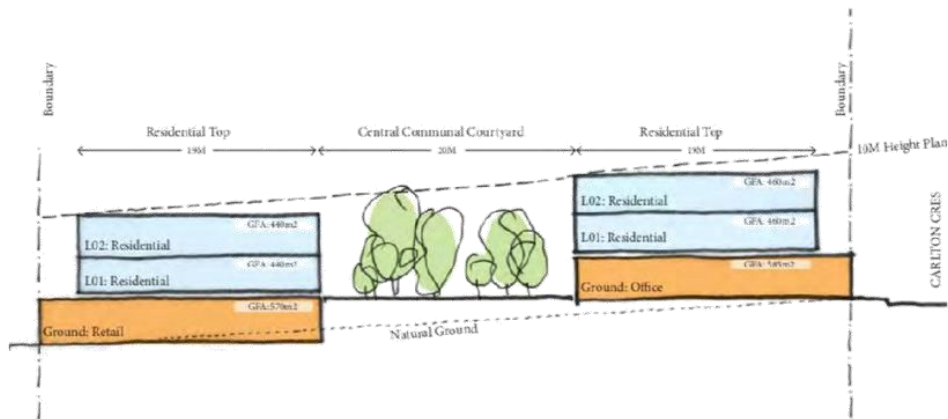 Boundary
Boundary
Residential Top
Central Communal Courtyard
Residential Top
19M
20M
19M
10M Height Plan
GFA: 440m2
L02: Residential
GFA: 440m2
L01: Residential
GFA:570m2
Ground: Retail
GFA: 460m2
L02: Residential
GFA: 460m2
L01: Residential
GFA:
Ground: Office
Natural Ground
CARLTON CRES